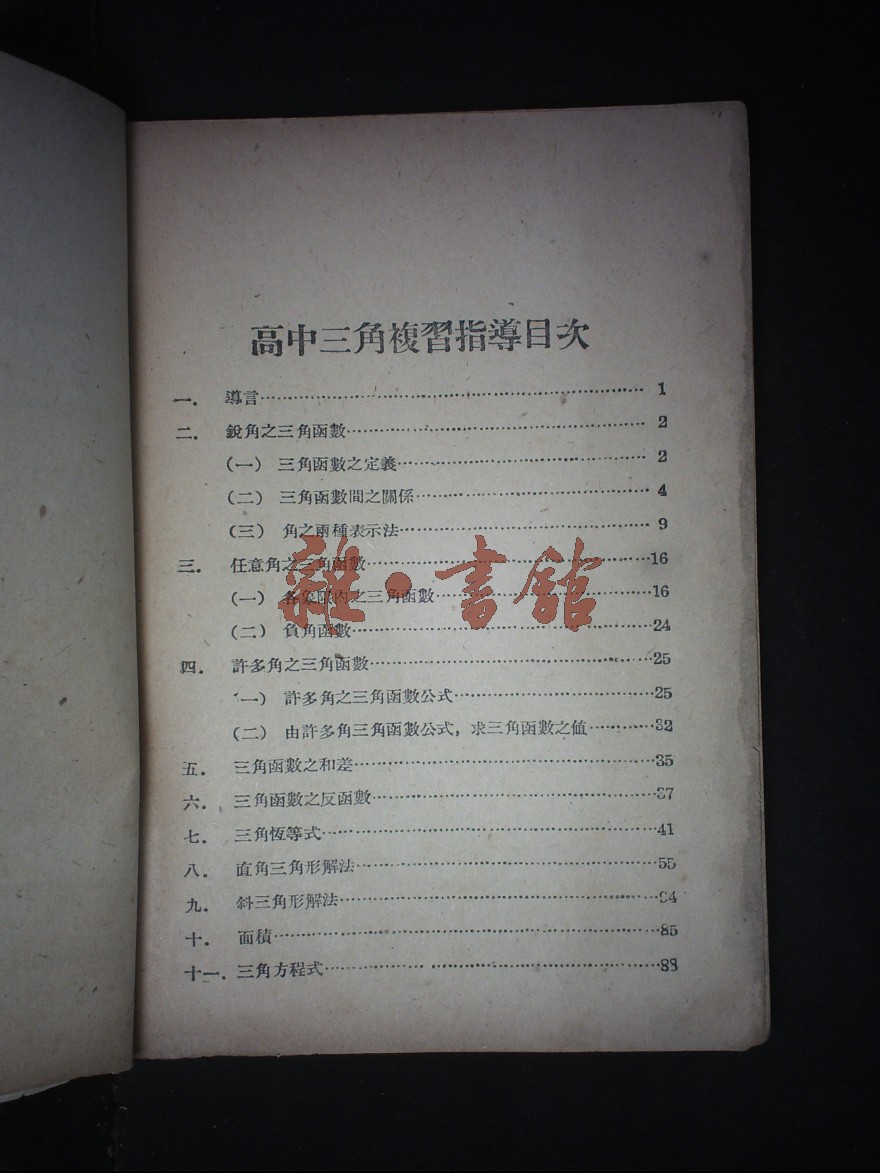 高中三角複習指導目次
一. 導言 1
二. 銳角之三角函數 2
(一) 三角函數之定義 2
(二) 三角函數間之關係 4
(三) 角之兩種表示法 9
三. 任意角之三角函數 16
(一) 各象限內之三角函數 16
(二) 負角函數 24
四. 許多角之三角函數 25
(一) 許多角之三角函數公式 25
(二) 由許多角三角函數公式, 求三角函數之值 32
五. 三角函數之和差 35
六. 三角函數之反函數 37
七. 三角恆等式 41
八. 直角三角形解法 55
九. 斜三角形解法
十. 面積 85
十一. 三角方程式 88
雜·書館